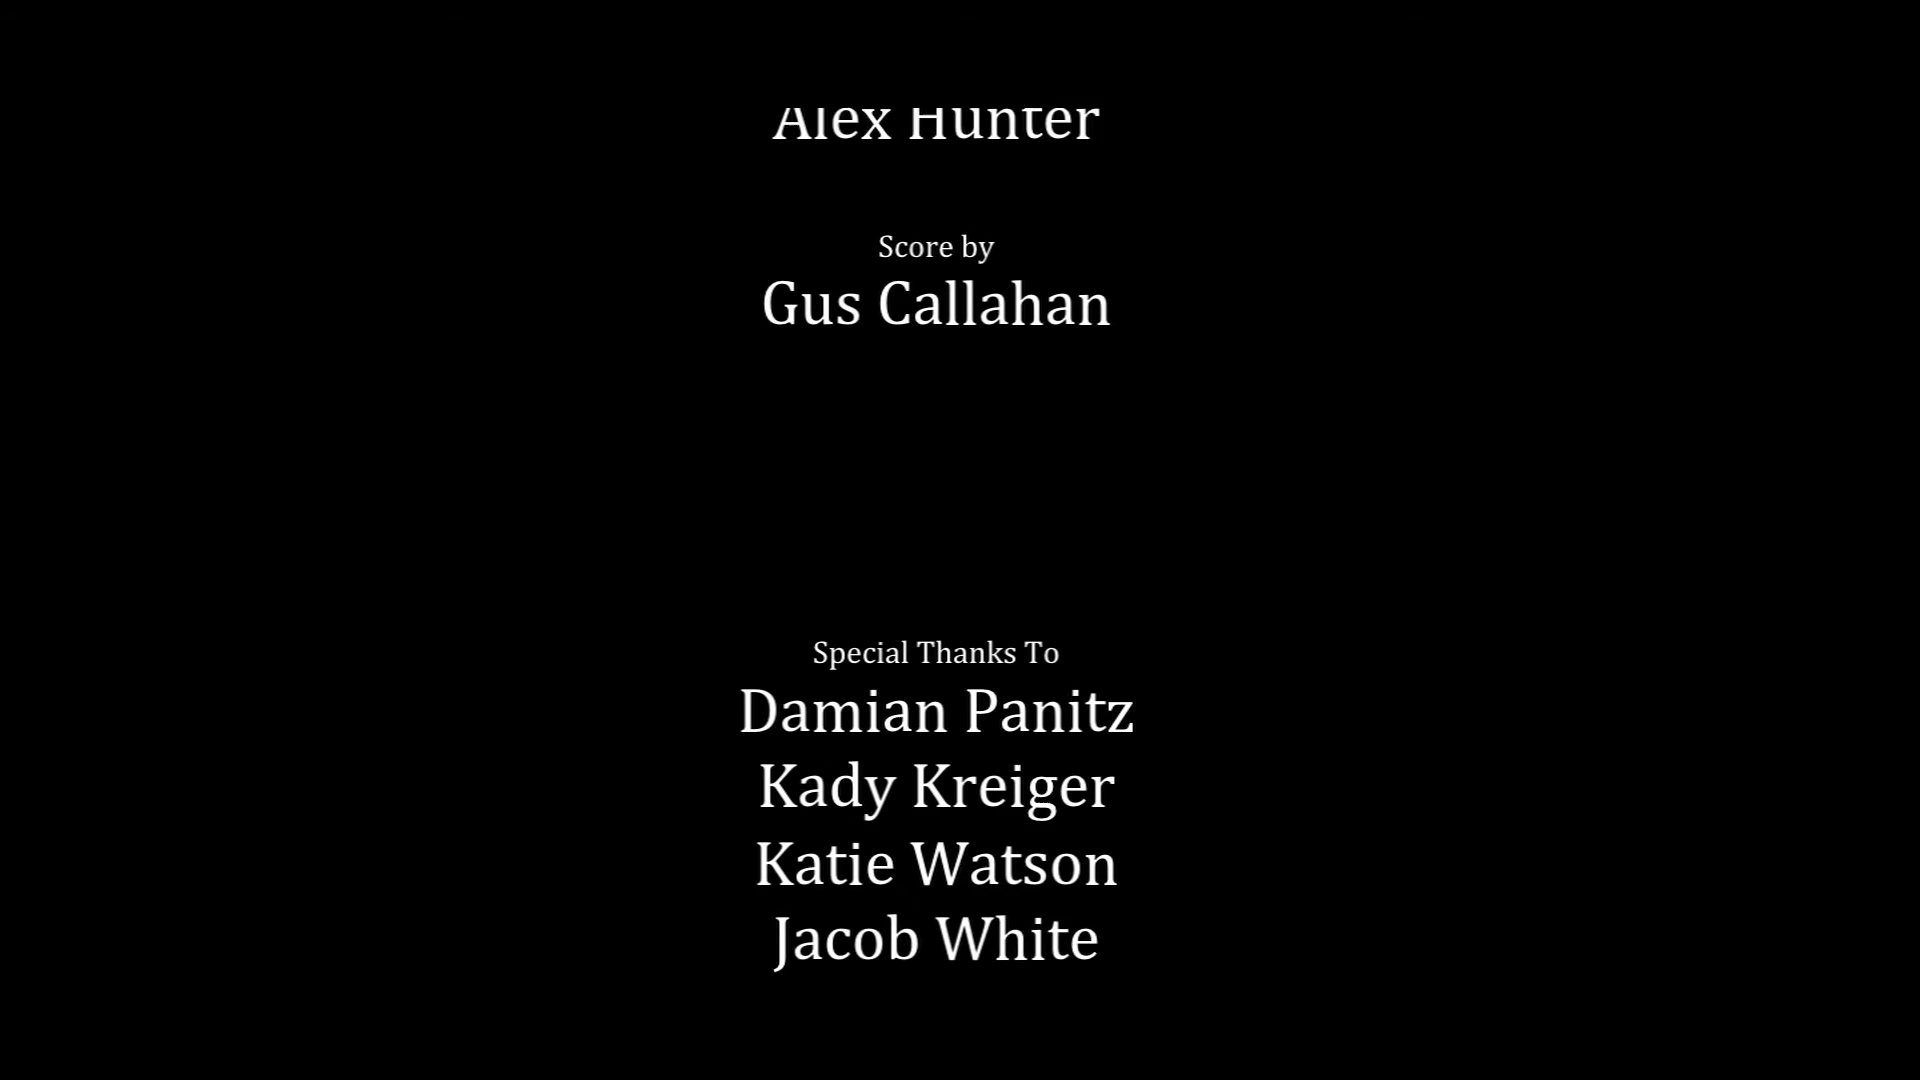 Alex Hunter
Score by
Gus Callahan
Special Thanks To
Damian Panitz
Kady Kreiger
Katie Watson
Jacob White